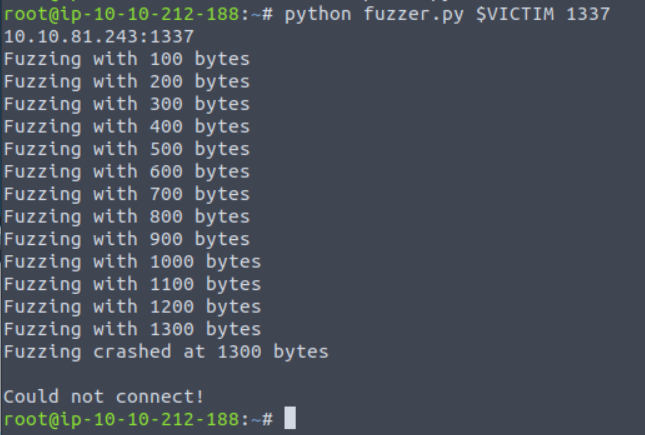 root@ip-10-10-212-188:~# python fuzzer.py $VICTIM 1337
10.10.81.243:1337
Fuzzing with 100 bytes
Fuzzing with 200 bytes
Fuzzing with 300 bytes
Fuzzing with 400 bytes
Fuzzing with 500 bytes
Fuzzing with 600 bytes
Fuzzing with 700 bytes
Fuzzing with 800 bytes
Fuzzing with 900 bytes
Fuzzing with 1000 bytes
Fuzzing with 1100 bytes
Fuzzing with 1200 bytes
Fuzzing with 1300 bytes
Fuzzing crashed at 1300 bytes
Could not connect!
root@ip-10-10-212-188:~#